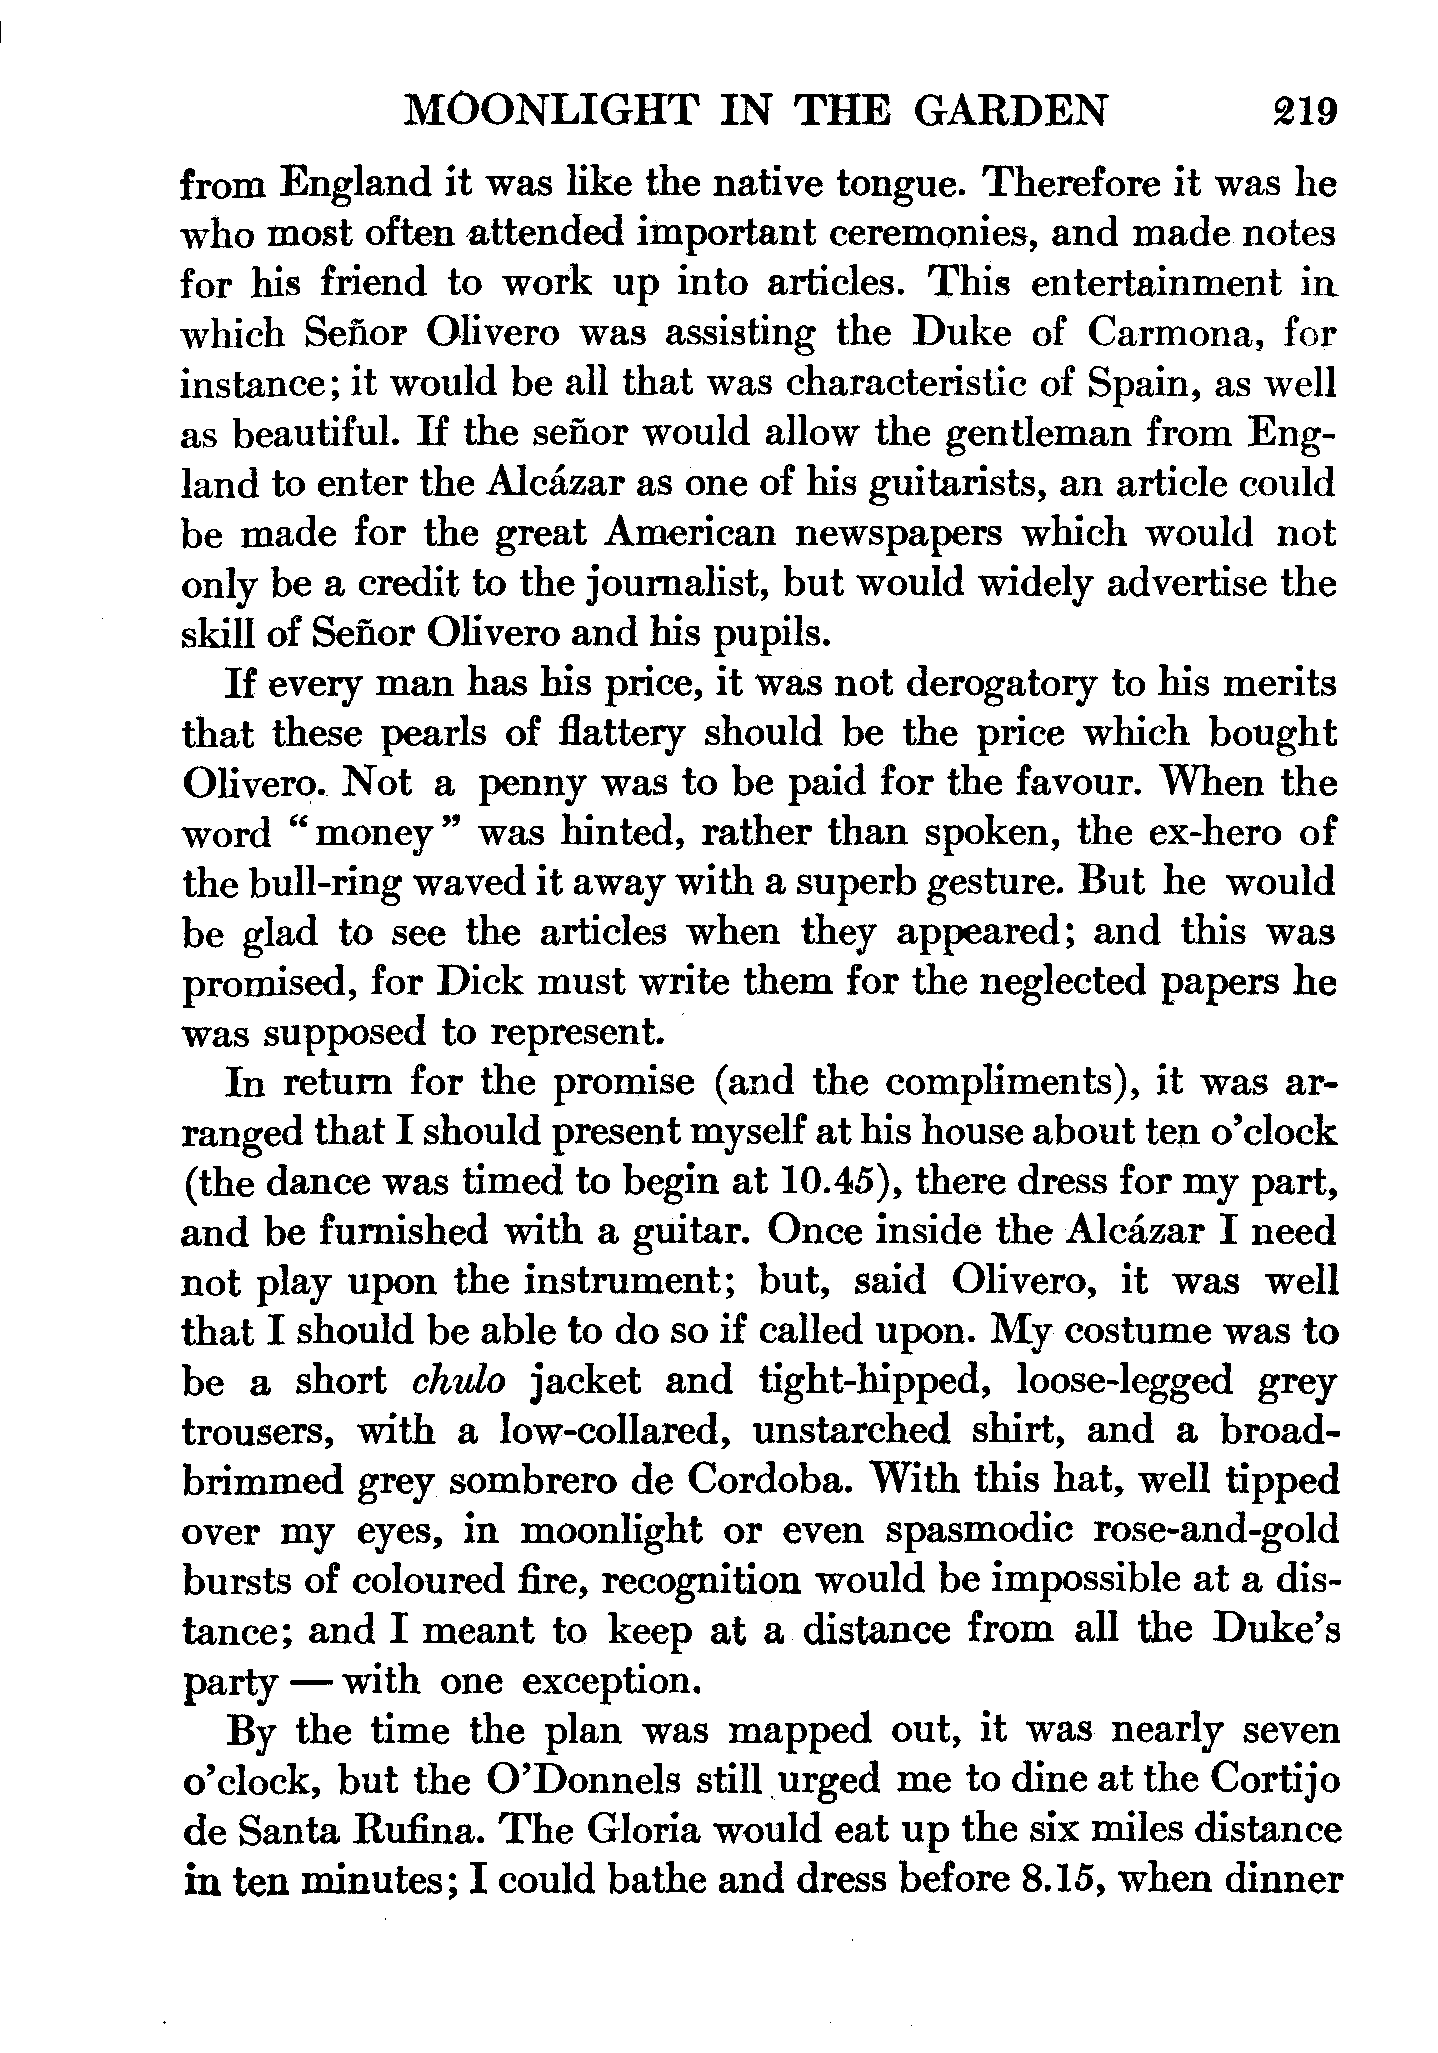 MOONLIGHT IN THE GARDEN 219
from England it was like the native tongue. Therefore it was he
who most often attended important ceremonies, and made notes
for his friend to work up into articles. This entertainment in
which Señor Olivero was assisting the Duke of Carmona, for
instance; it would be all that was characteristic of Spain, as well
as beautiful. If the señor would allow the gentleman from Eng-
land to enter the Alcázar as one of his guitarists, an article could
be made for the great American newspapers which would not
only be a credit to the journalist, but would widely advertise the
skill of Señor Olivero and his pupils.
If every man has his price, it was not derogatory to his merits
that these pearls of flattery should be the price which bought
Olivero. Not a penny was to be paid for the favour. When the
word “money” was hinted, rather than spoken, the ex-hero of
the bull-ring waved it away with a superb gesture. But he would
be glad to see the articles when they appeared; and this was
promised, for Dick must write them for the neglected papers he
was supposed to represent.
In return for the promise (and the compliments), it was ar-
ranged that I should present myself at his house about ten o’clock
(the dance was timed to begin at 10.45), there dress for my part,
and be furnished with a guitar. Once inside the Alcázar I need
not play upon the instrument; but, said Olivero, it was well
that I should be able to do so if called upon. My costume was to
be a short chulo jacket and tight-hipped, loose-legged grey
trousers, with a low-collared, unstarched shirt, and a broad-
brimmed grey sombrero de Cordoba. With this hat, well tipped
over my eyes, in moonlight or even spasmodic rose-and-gold
bursts of coloured fire, recognition would be impossible at a dis-
tance; and I meant to keep at a distance from all the Duke’s
party — with one exception.
By the time the plan was mapped out, it was nearly seven
o’clock, but the O’Donnels still urged me to dine at the Cortijo
de Santa Rufina. The Gloria would eat up the six miles distance
in ten minutes; I could bathe and dress before 8.15, when dinner